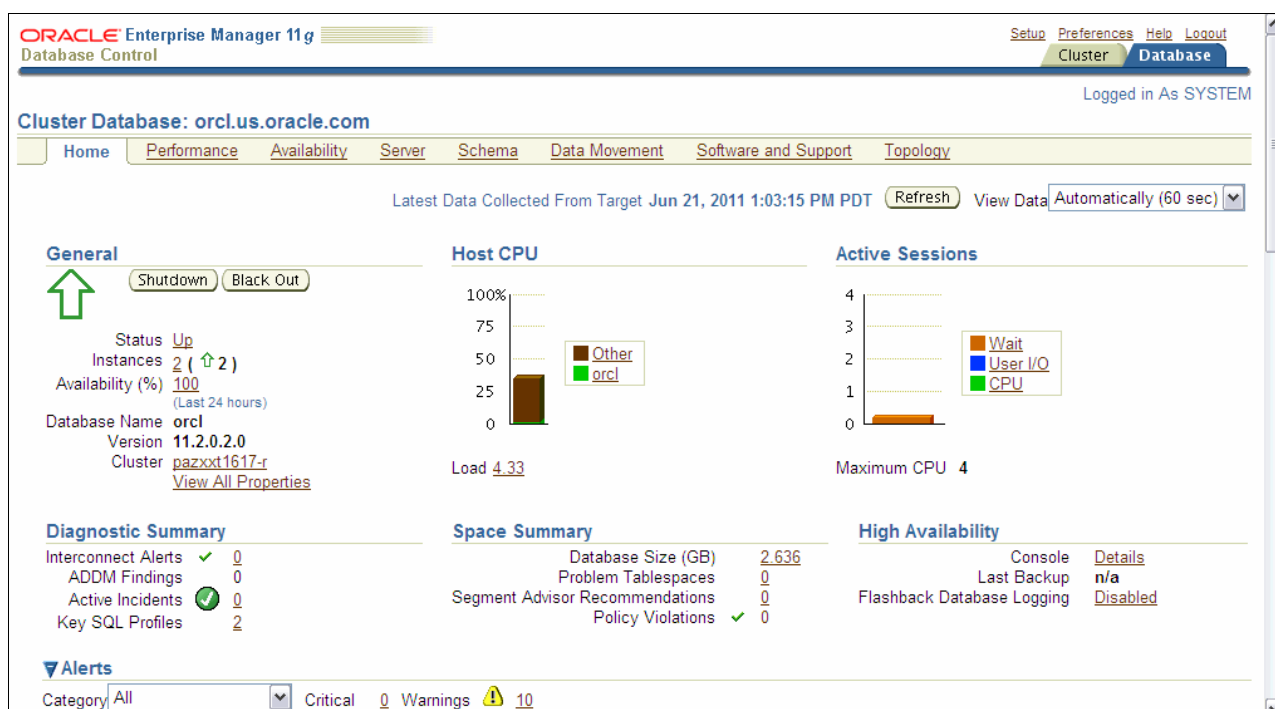 ORACLE Enterprise Manager 11g
Database Control
Setup Preferences Help Logout
Cluster Database
Logged in As SYSTEM
Cluster Database: orcl.us.oracle.com
Home Performance Availability Server Schema Data Movement Software and Support Topology
Latest Data Collected From Target Jun 21, 2011 1:03:15 PM PDT Refresh View Data Automatically (60 sec)
General
Shutdown Black Out
Status Up
Instances 2 ( 2 )
Availability (%) 100
(Last 24 hours)
Database Name orcl
Version 11.2.0.2.0
Cluster pazxxt1617-r
View All Properties
Host CPU
100%
75
50
25
0
Other
orcl
Load 4.33
Active Sessions
4
3
2
1
0
Wait
User I/O
CPU
Maximum CPU 4
Diagnostic Summary
Interconnect Alerts 0
ADDM Findings 0
Active Incidents 0
Key SQL Profiles 2
Space Summary
Database Size (GB) 2.636
Problem Tablespaces 0
Segment Advisor Recommendations 0
Policy Violations 0
High Availability
Console Details
Last Backup n/a
Flashback Database Logging Disabled
Alerts
Category All Critical 0 Warnings 10